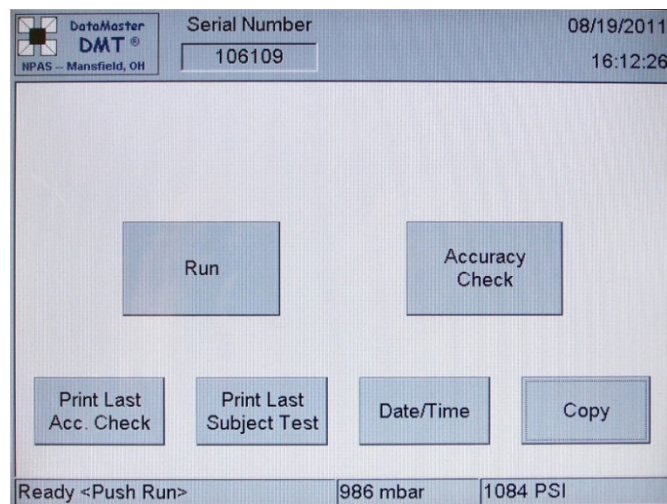 DataMaster
DMT ®
NPAS -- Mansfield, OH
Serial Number
106109
08/19/2011
16:12:26
Run
Accuracy
Check
Print Last
Acc. Check
Print Last
Subject Test
Date/Time
Copy
Ready <Push Run>
986 mbar
1084 PSI